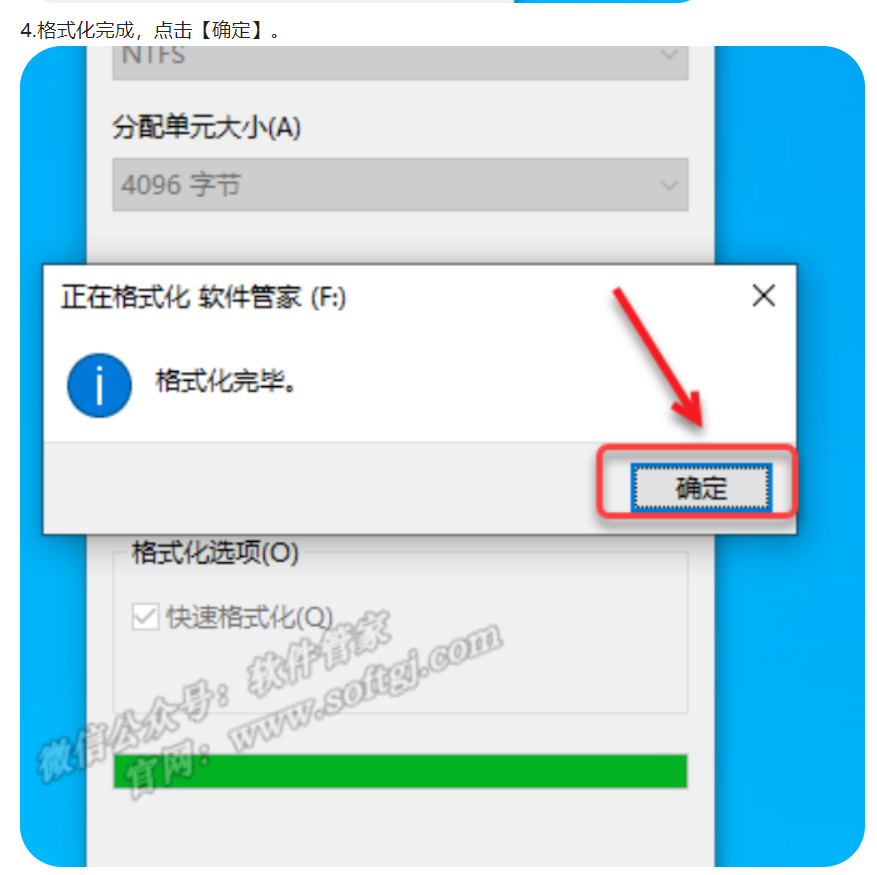 4.格式化完成，点击【确定】。
NTFS
分配单元大小(A)
4096 字节
正在格式化 软件管家 (F:)
格式化完毕。
确定
格式化选项(O)
快速格式化(Q)
微信公众号：软件管家
官网：www.softgj.com